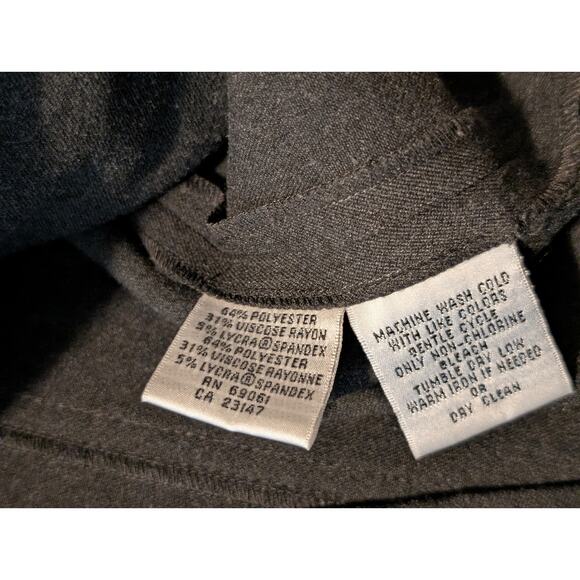 64% POLYESTER
31% VISCOSE RAYON
5% LYCRA® SPANDEX
64% POLYESTER
31% VISCOSE RAYONNE
5% LYCRA® SPANDEX
RN 69061
CA 23147
MACHINE WASH COLD
WITH LIKE COLORS
GENTLE CYCLE
ONLY NON-CHLORINE
BLEACH
TUMBLE DRY LOW
WARM IRON IF NEEDED
OR
DRY CLEAN